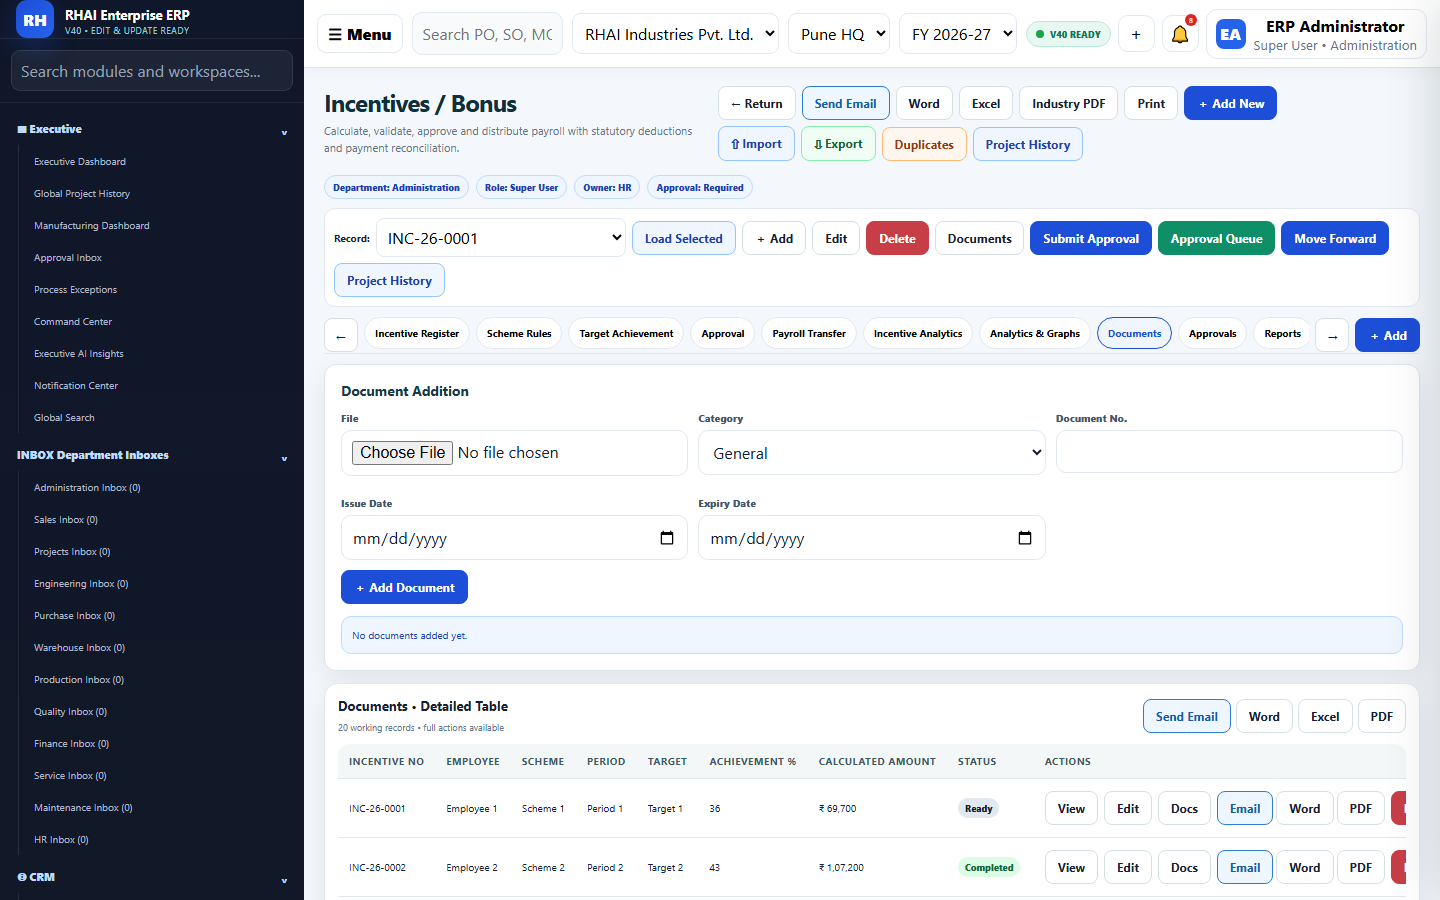 RH RHAI Enterprise ERP
V40 • EDIT & UPDATE READY
Search modules and workspaces...
Executive
Executive Dashboard
Global Project History
Manufacturing Dashboard
Approval Inbox
Process Exceptions
Command Center
Executive AI Insights
Notification Center
Global Search
INBOX Department Inboxes
Administration Inbox (0)
Sales Inbox (0)
Projects Inbox (0)
Engineering Inbox (0)
Purchase Inbox (0)
Warehouse Inbox (0)
Production Inbox (0)
Quality Inbox (0)
Finance Inbox (0)
Service Inbox (0)
Maintenance Inbox (0)
HR Inbox (0)
CRM
☰ Menu Search PO, SO, MC RHAI Industries Pvt. Ltd. Pune HQ FY 2026-27 V40 READY + 8 EA ERP Administrator
Super User • Administration
Incentives / Bonus
Calculate, validate, approve and distribute payroll with statutory deductions
and payment reconciliation.
← Return Send Email Word Excel Industry PDF Print + Add New
⇧ Import ⇩ Export Duplicates Project History
Department: Administration Role: Super User Owner: HR Approval: Required
Record: INC-26-0001 Load Selected + Add Edit Delete Documents Submit Approval Approval Queue Move Forward
Project History
← Incentive Register Scheme Rules Target Achievement Approval Payroll Transfer Incentive Analytics Analytics & Graphs Documents Approvals Reports → + Add
Document Addition
File Category Document No.
Choose File No file chosen General
Issue Date Expiry Date
mm/dd/yyyy mm/dd/yyyy
+ Add Document
No documents added yet.
Documents • Detailed Table
20 working records • full actions available
Send Email Word Excel PDF
INCENTIVE NO EMPLOYEE SCHEME PERIOD TARGET ACHIEVEMENT % CALCULATED AMOUNT STATUS ACTIONS
INC-26-0001 Employee 1 Scheme 1 Period 1 Target 1 36 ₹ 69,700 Ready View Edit Docs Email Word PDF
INC-26-0002 Employee 2 Scheme 2 Period 2 Target 2 43 ₹ 1,07,200 Completed View Edit Docs Email Word PDF